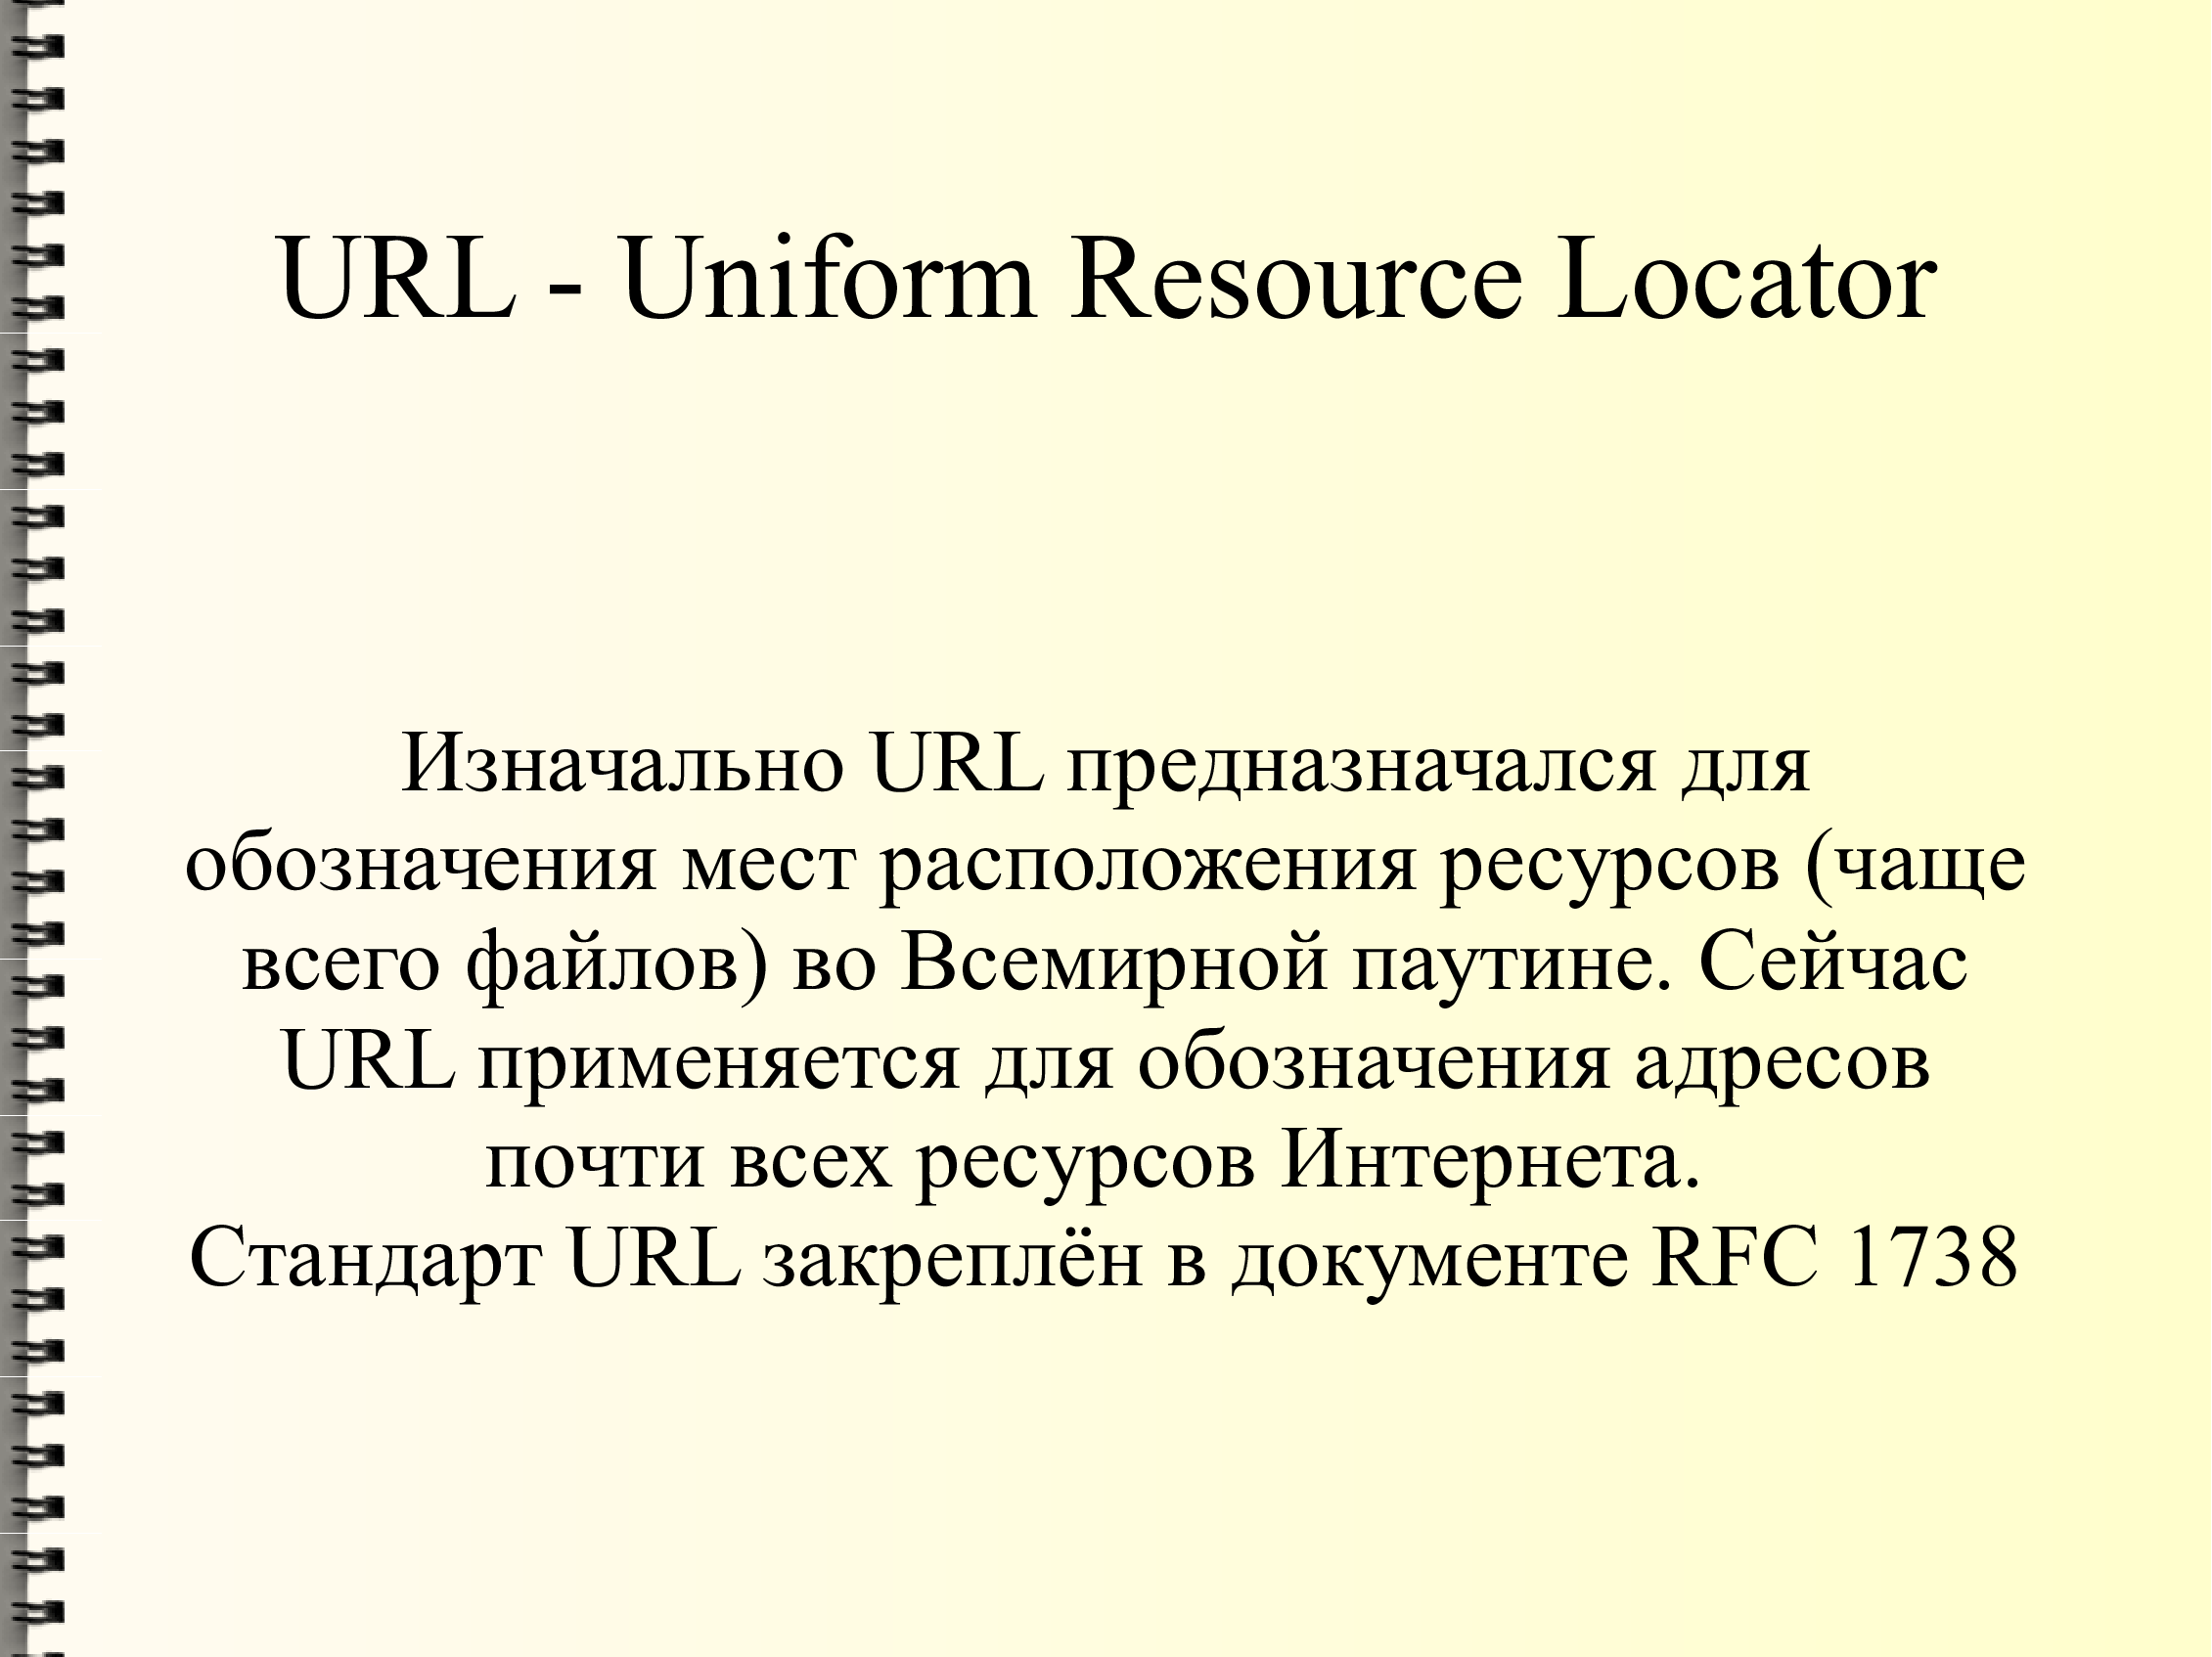 URL - Uniform Resource Locator
Изначально URL предназначался для
обозначения мест расположения ресурсов (чаще
всего файлов) во Всемирной паутине. Сейчас
URL применяется для обозначения адресов
почти всех ресурсов Интернета.
Стандарт URL закреплён в документе RFC 1738